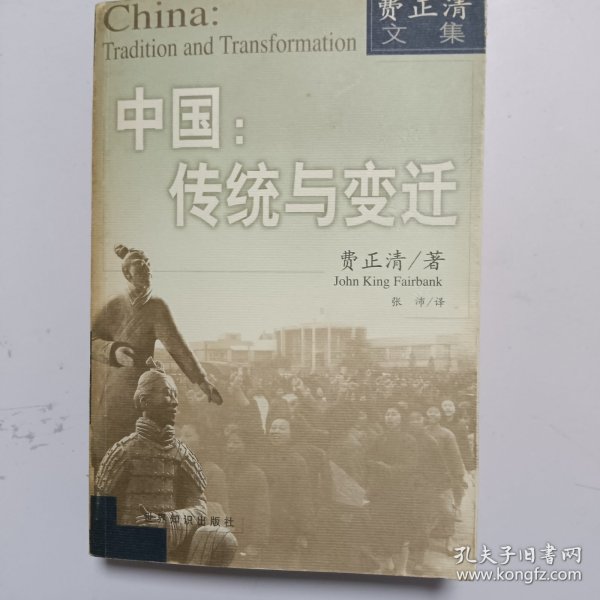 China:
Tradition and Transformation
费正清
文集
中国:
传统与变迁
费正清/著
John King Fairbank
张 沛/译
世界知识出版社
孔夫子旧书网
www.kongfz.com